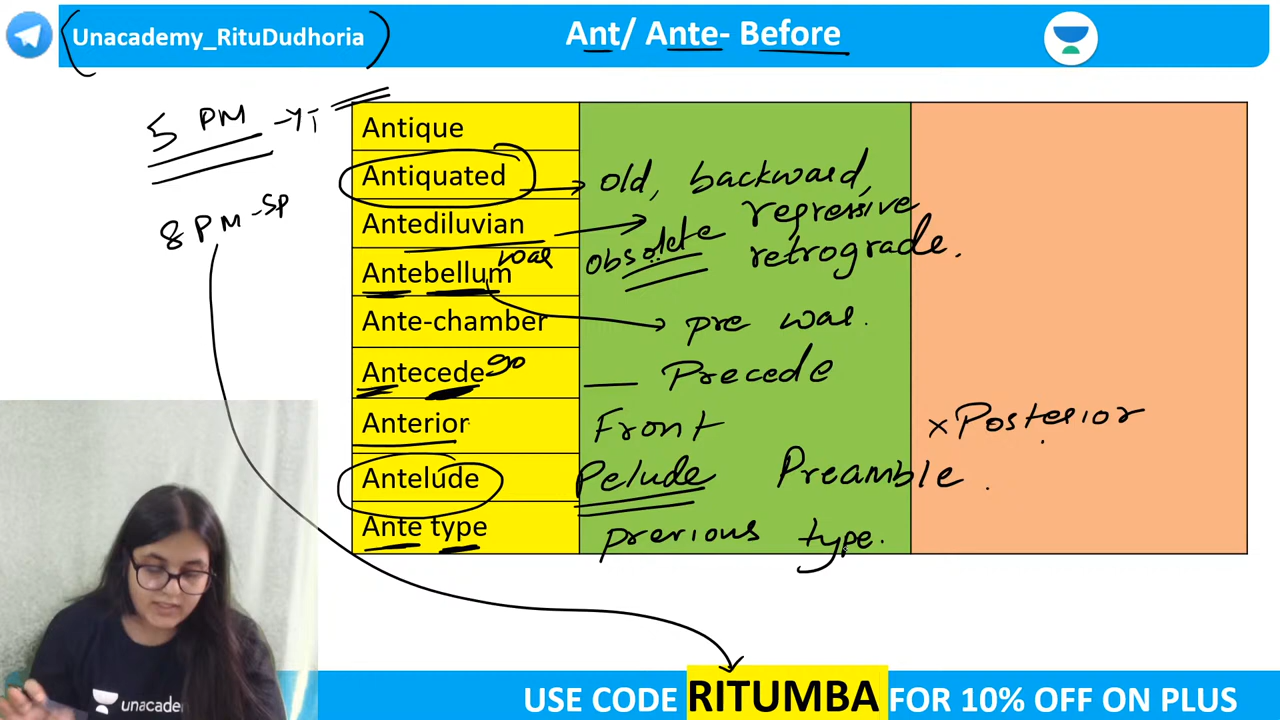 Unacademy_RituDudhoria
Ant/ Ante- Before
5 PM - YT
8 PM - SP
Antique
Antiquated
old, backward,
regressive
Antediluvian
obsolete
retrograde.
Antebellum
war
pre war.
Ante-chamber
Antecede go
Precede
Anterior
Front
× Posterior
Antelude
Pelude Preamble.
Ante type
previous type.
unacademy
USE CODE RITUMBA FOR 10% OFF ON PLUS